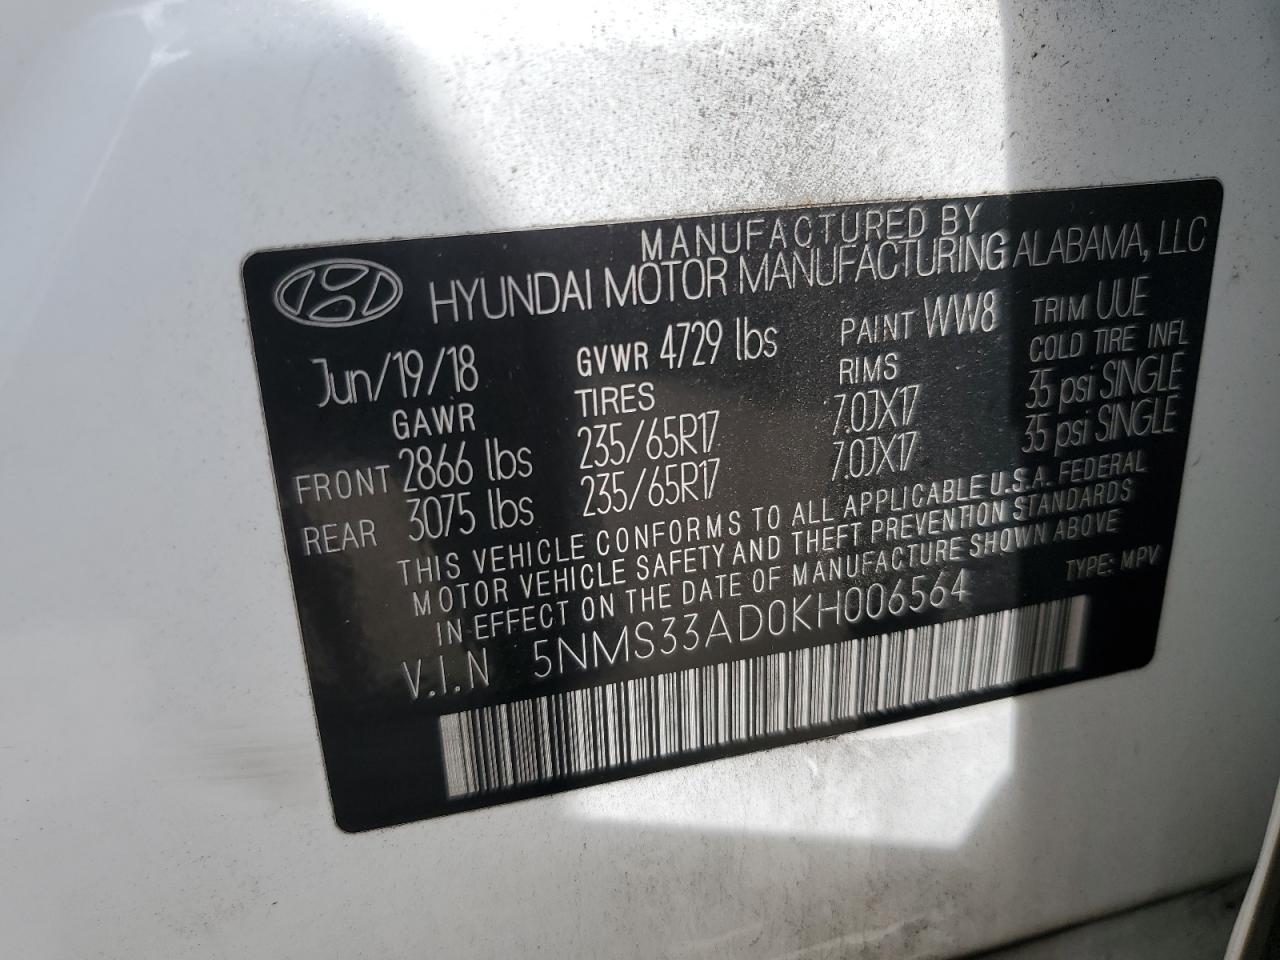 MANUFACTURED BY
HYUNDAI MOTOR MANUFACTURING ALABAMA, LLC
Jun/19/18 GVWR 4729 lbs PAINT WW8 TRIM UUE
GAWR TIRES RIMS COLD TIRE INFL
FRONT 2866 lbs 235/65R17 7.0JX17 35 psi SINGLE
REAR 3075 lbs 235/65R17 7.0JX17 35 psi SINGLE
THIS VEHICLE CONFORMS TO ALL APPLICABLE U.S.A. FEDERAL
MOTOR VEHICLE SAFETY AND THEFT PREVENTION STANDARDS
IN EFFECT ON THE DATE OF MANUFACTURE SHOWN ABOVE
V.I.N 5NMS33AD0KH006564 TYPE: MPV